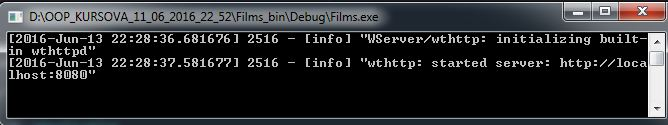 D:\OOP_KURSOVA_11_06_2016_22_52\Films_bin\Debug\Films.exe
[2016-Jun-13 22:28:36.681676] 2516 - [info] "WServer/wthttp: initializing built-
in wthttpd"
[2016-Jun-13 22:28:37.581677] 2516 - [info] "wthttp: started server: http://loca
lhost:8080"